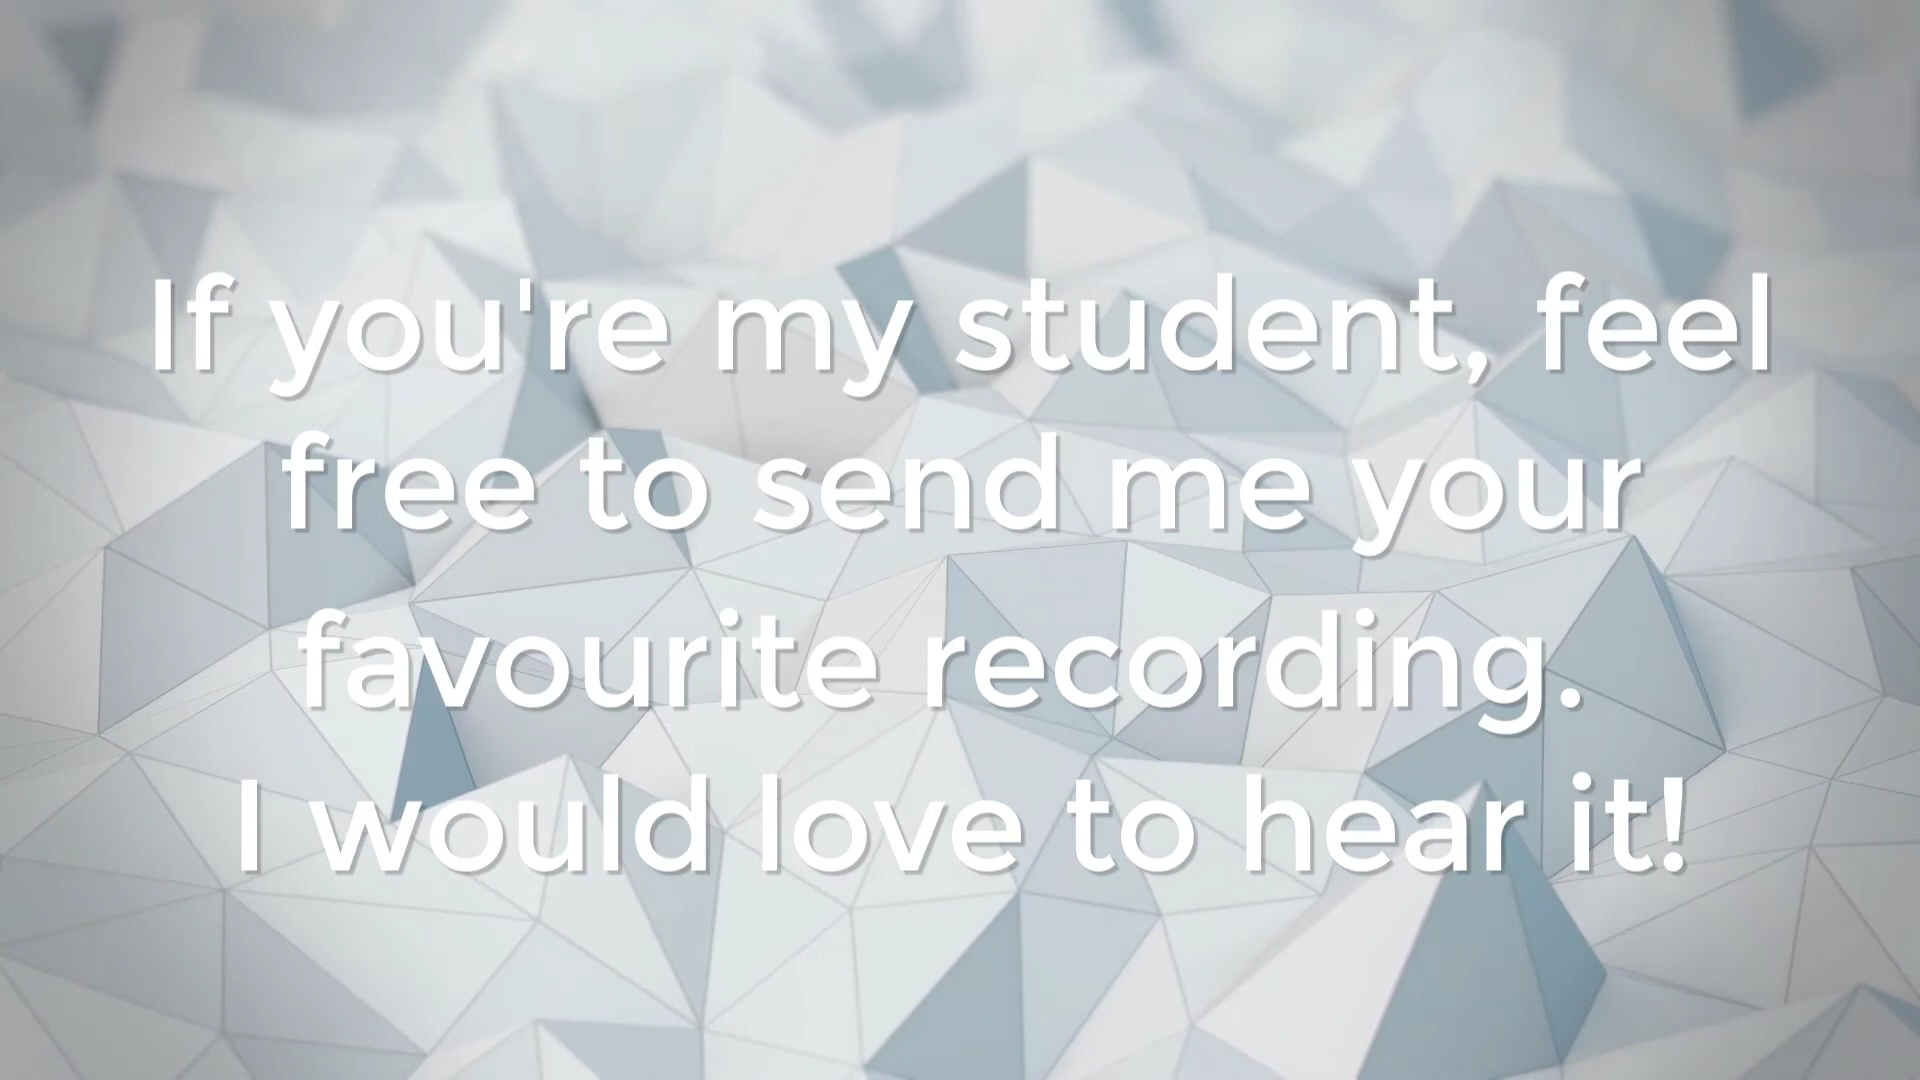 If you're my student, feel
free to send me your
favourite recording.
I would love to hear it!